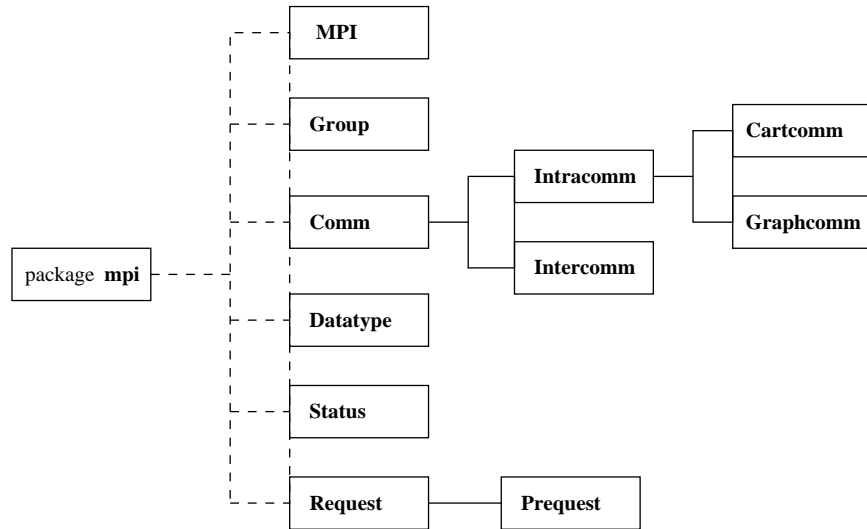 MPI
Group
Cartcomm
Intracomm
Comm
Graphcomm
Intercomm
package mpi
Datatype
Status
Request
Prequest